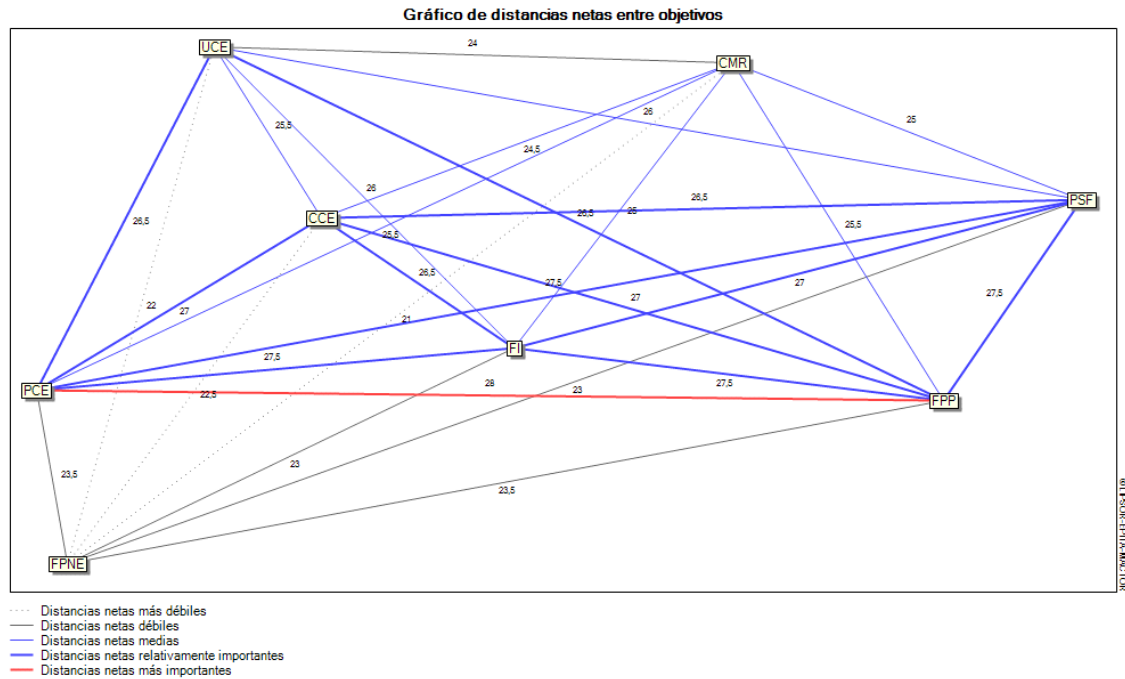 Gráfico de distancias netas entre objetivos
UCE
24
CMR
26
25
25,5
24,5
26
PSF
26,5
CCE
26,5
25
26,5
25,5
25,5
26,5
27,5
27
27
27,5
22
27
21
FI
27,5
28
23
27,5
PCE
22,5
FPP
23
23,5
23,5
FPNE
Distancias netas más débiles
Distancias netas débiles
Distancias netas medias
Distancias netas relativamente importantes
Distancias netas más importantes